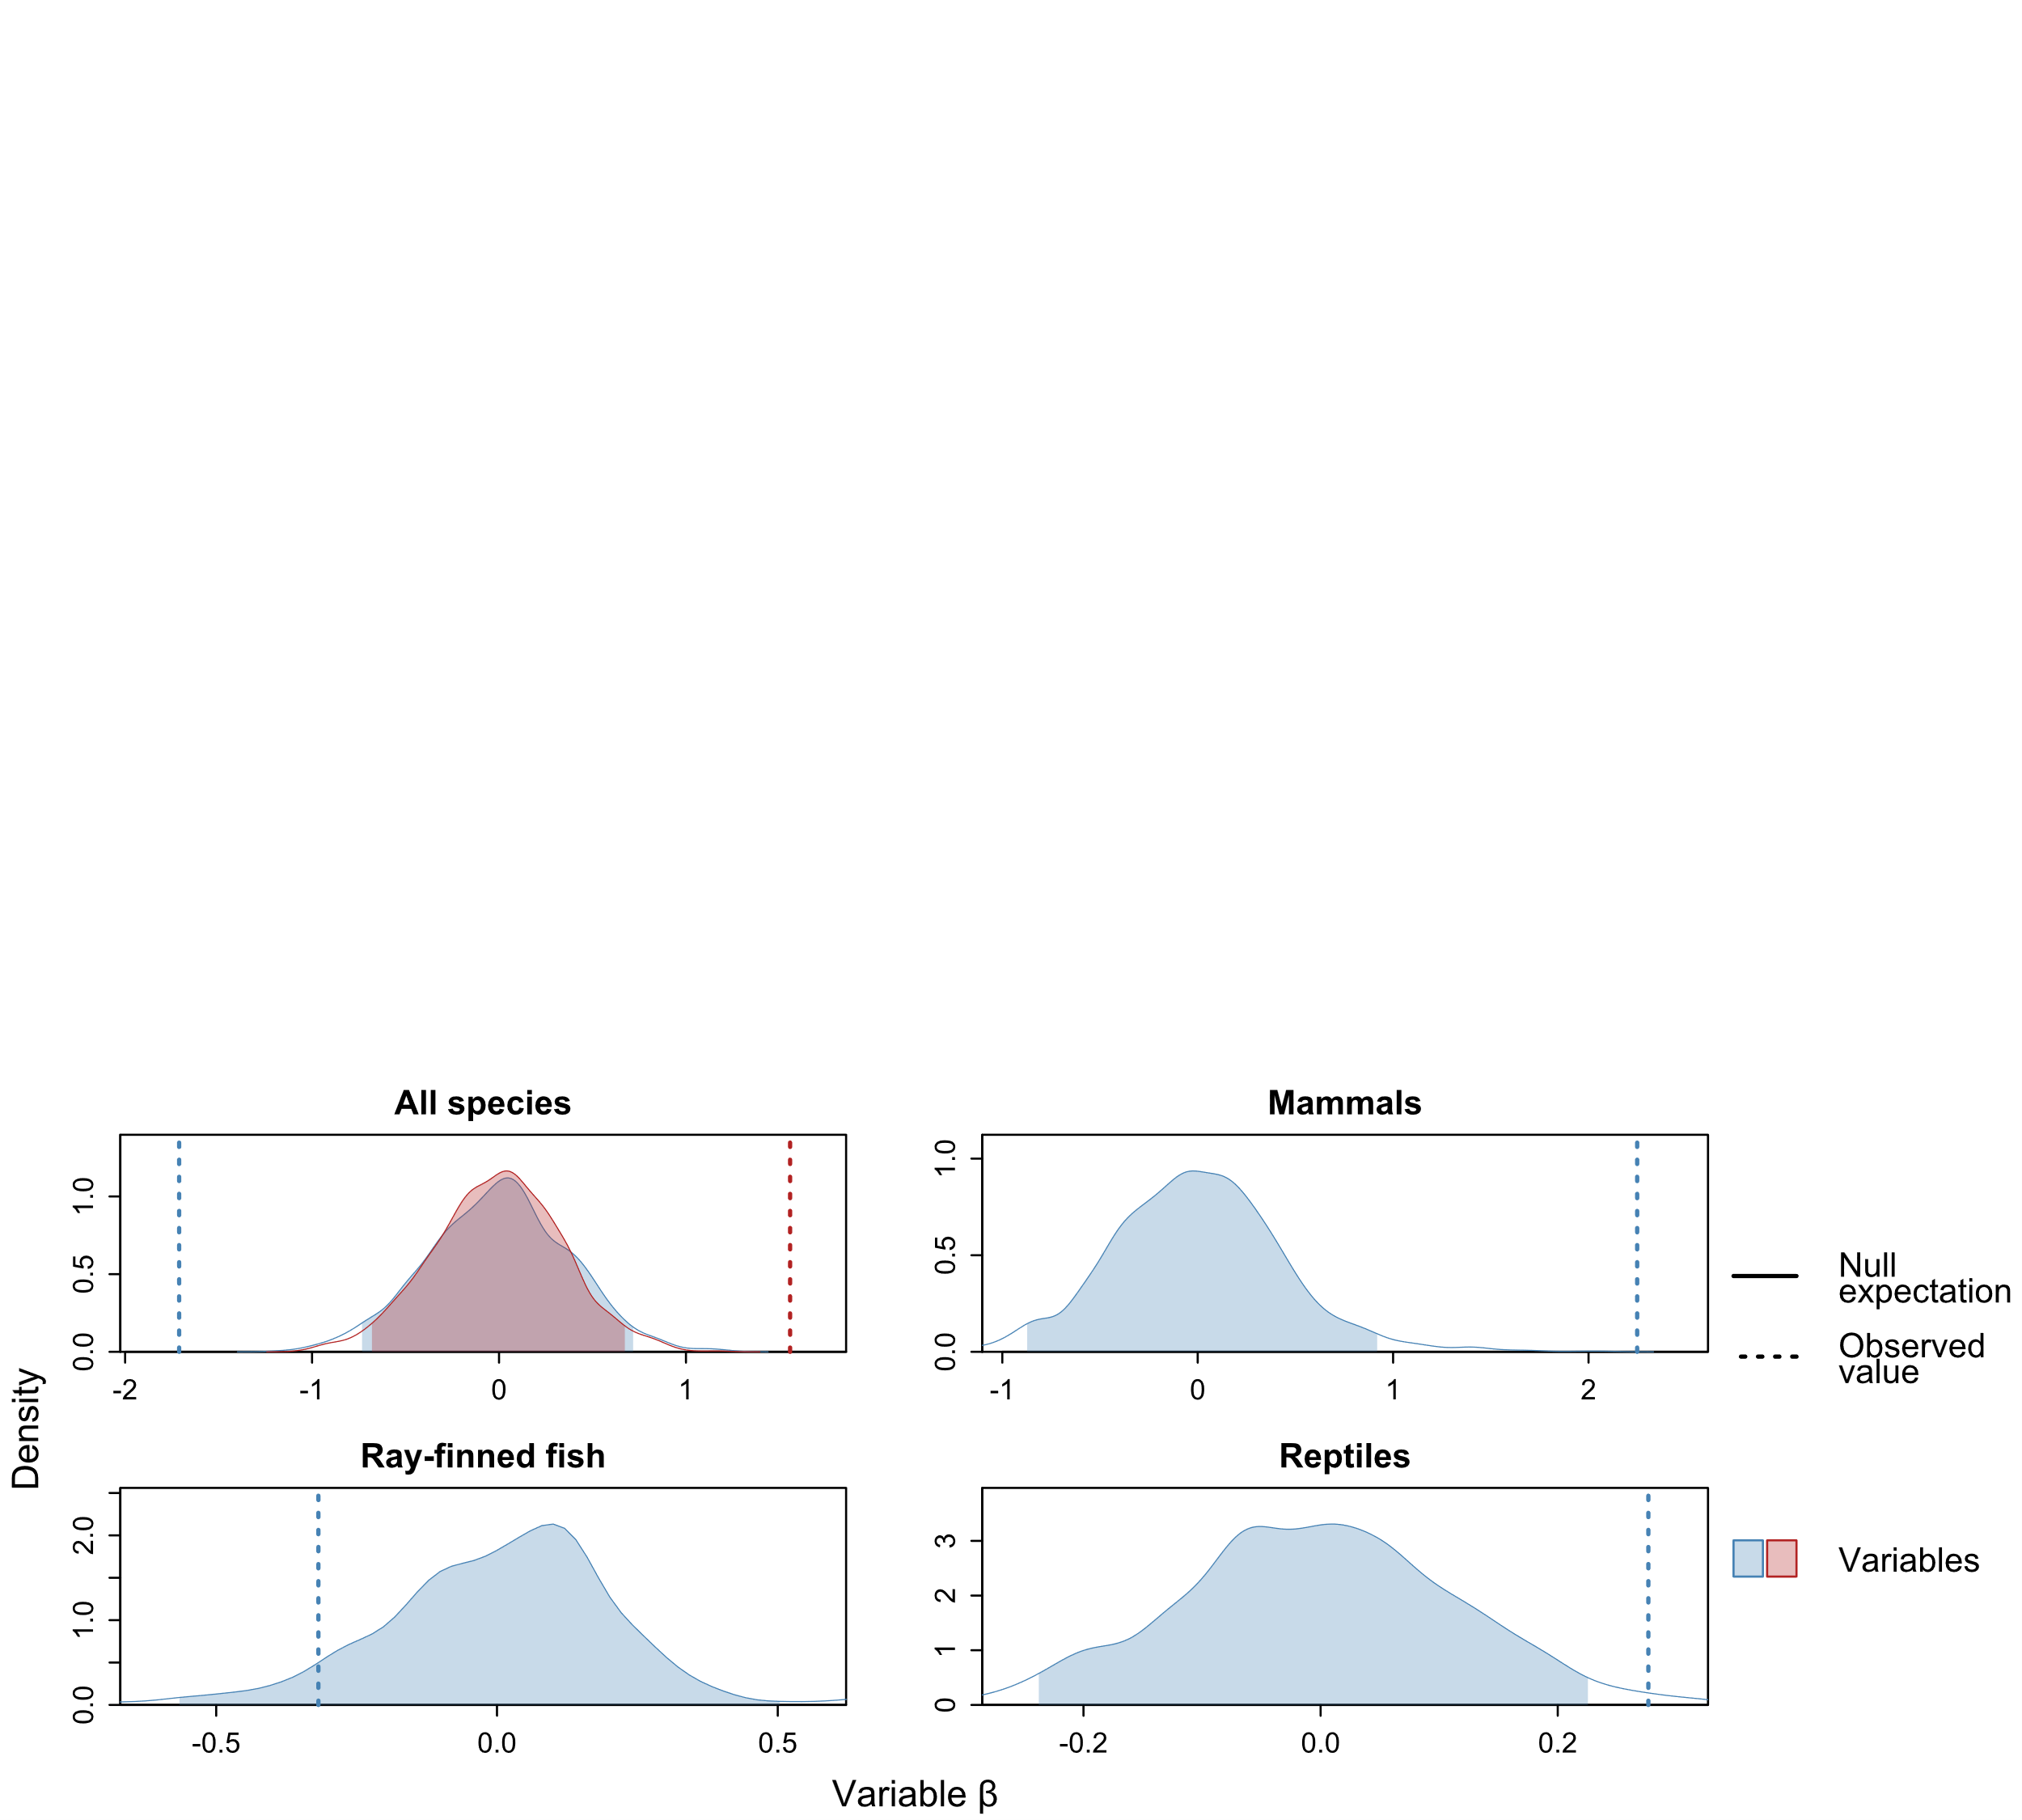 All species
Mammals
0.0 0.5 1.0
-2 -1 0 1
0.0 0.5 1.0
-1 0 1 2
Null
expectation
Observed
value
Density
Ray-finned fish
Reptiles
0.0 1.0 2.0
-0.5 0.0 0.5
0 1 2 3
-0.2 0.0 0.2
Variables
Variable β